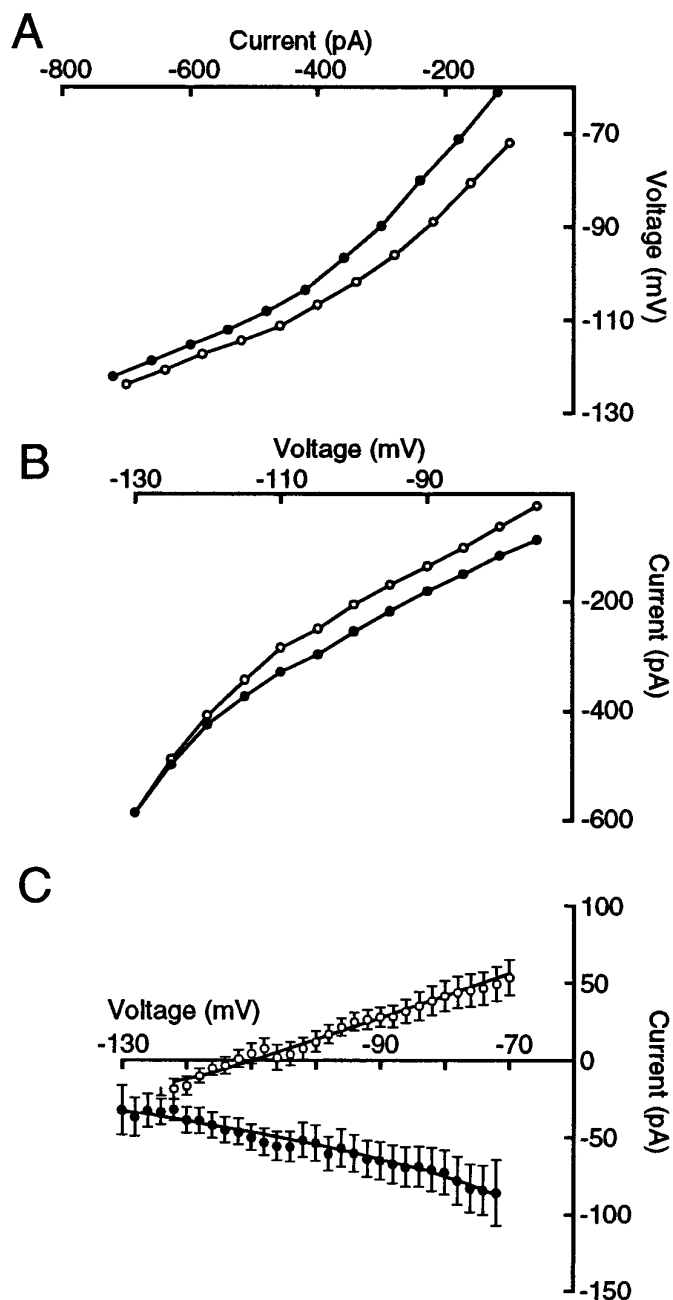 A
Current (pA)
-800 -600 -400 -200
-70
-90
-110
-130
Voltage (mV)
B
Voltage (mV)
-130 -110 -90
-200
-400
-600
Current (pA)
C
100
50
0
-50
-100
-150
Voltage (mV)
-130 -90 -70
Current (pA)